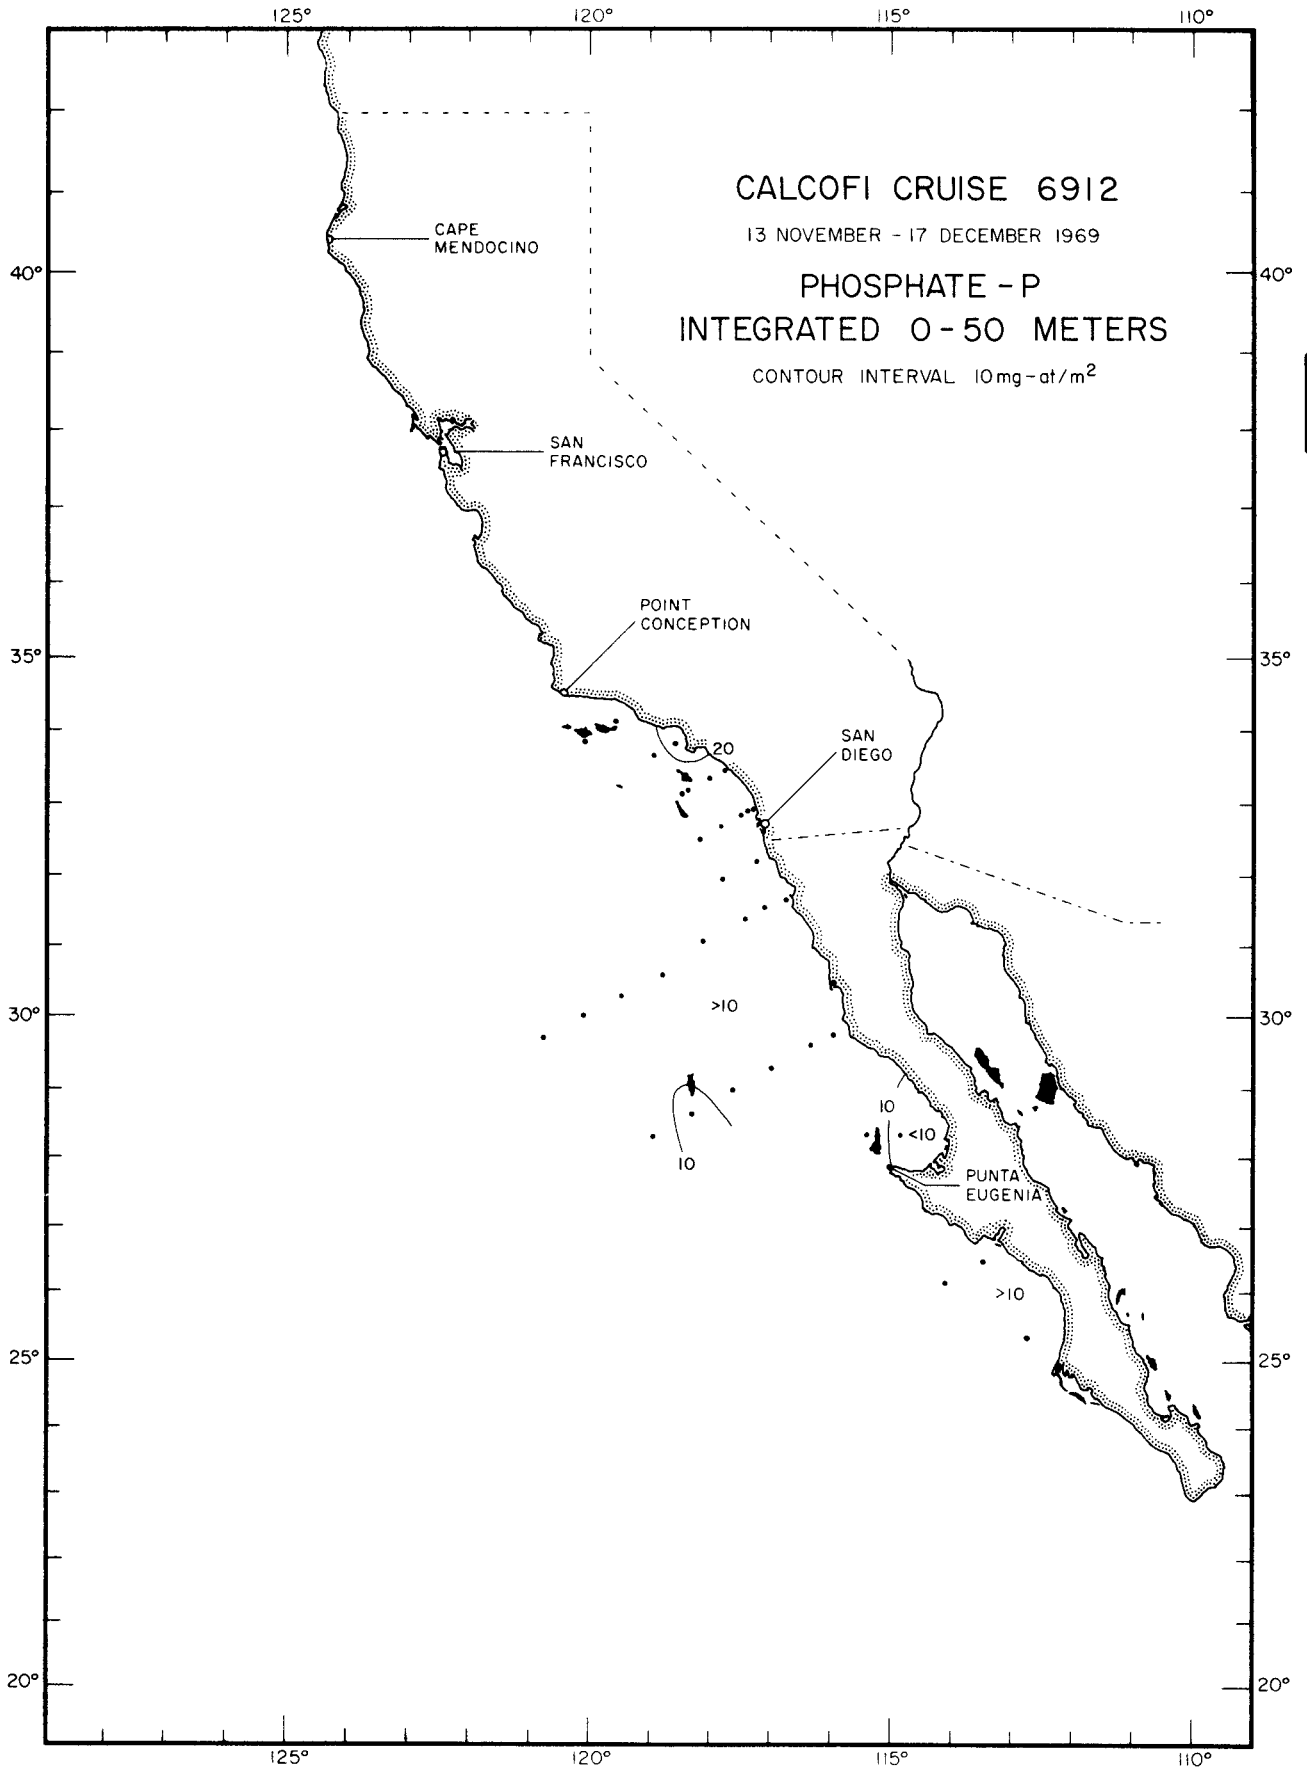 125° 120° 115° 110°
CALCOFI CRUISE 6912
13 NOVEMBER - 17 DECEMBER 1969
PHOSPHATE - P
INTEGRATED 0-50 METERS
CONTOUR INTERVAL 10mg-at/m²
CAPE
MENDOCINO
40° 40°
SAN
FRANCISCO
POINT
CONCEPTION
35° 35°
SAN
DIEGO
20
>10
30° 30°
10
<10
10
PUNTA
EUGENIA
>10
25° 25°
20° 20°
125° 120° 115° 110°